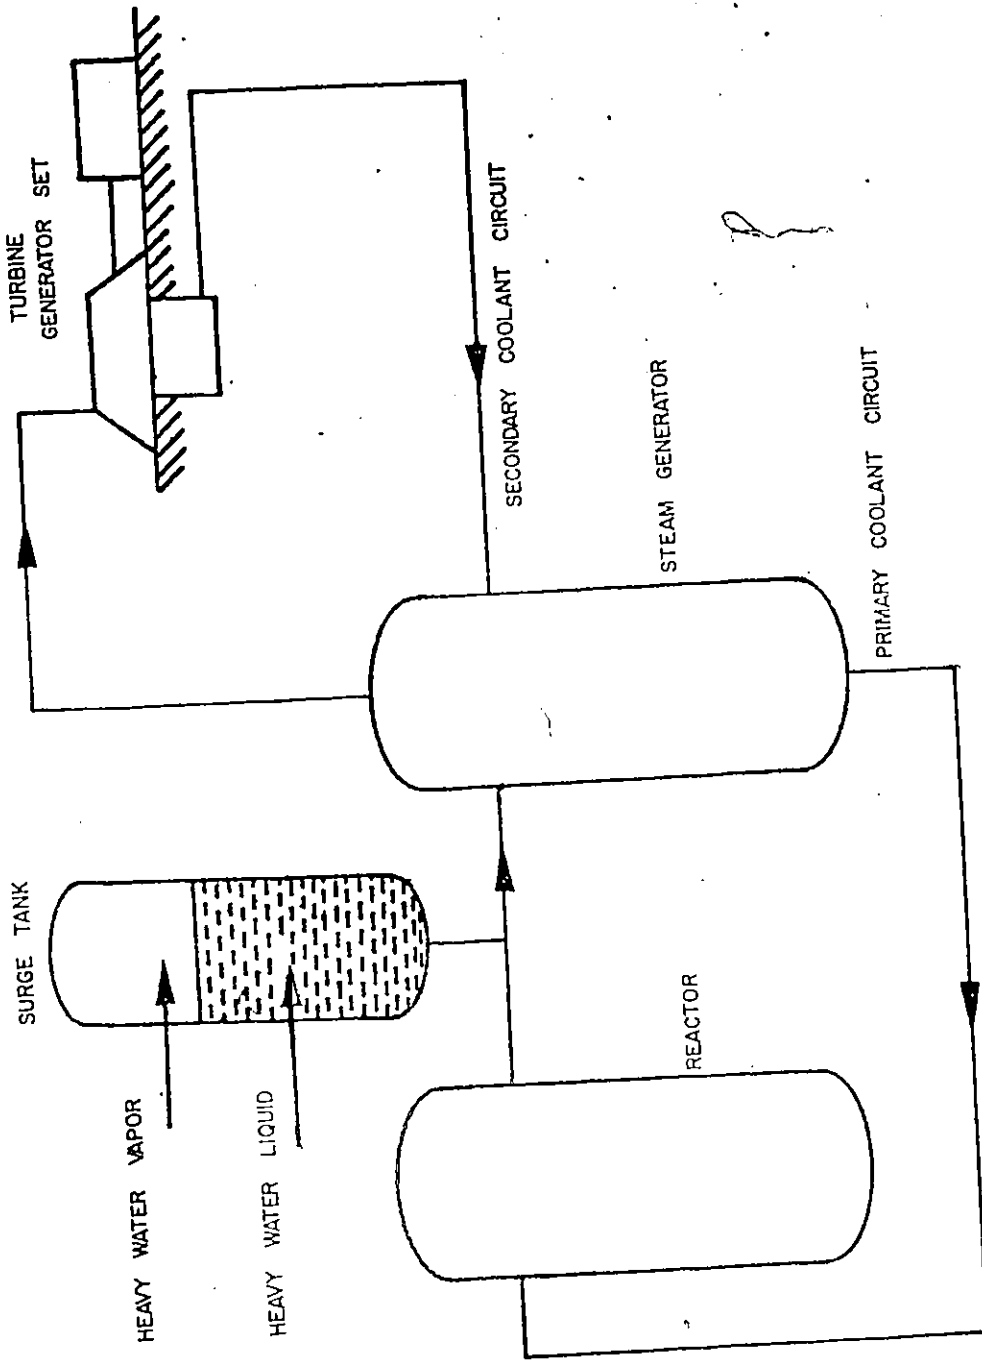 TURBINE
GENERATOR SET
SURGE TANK
HEAVY WATER VAPOR
HEAVY WATER LIQUID
SECONDARY COOLANT CIRCUIT
STEAM GENERATOR
REACTOR
PRIMARY COOLANT CIRCUIT